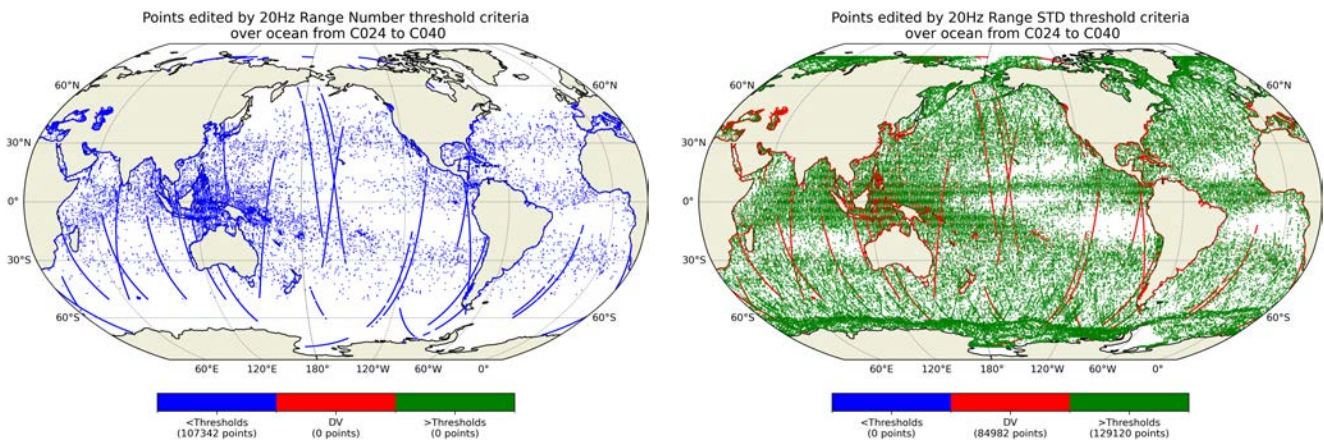 Points edited by 20Hz Range Number threshold criteria
over ocean from C024 to C040
60°N
60°N
30°N
30°N
0°
0°
30°S
30°S
60°S
60°S
60°E 120°E 180° 120°W 60°W 0°
<Thresholds
(107342 points)
DV
(0 points)
>Thresholds
(0 points)
Points edited by 20Hz Range STD threshold criteria
over ocean from C024 to C040
60°N
60°N
30°N
30°N
0°
0°
30°S
30°S
60°S
60°S
60°E 120°E 180° 120°W 60°W 0°
<Thresholds
(0 points)
DV
(84982 points)
>Thresholds
(129120 points)